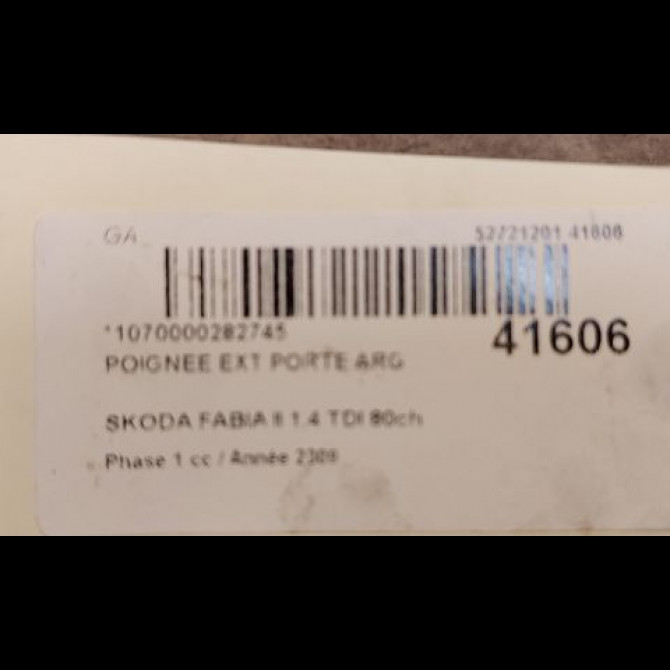 GA 52721201 41606
*1070000282745 41606
POIGNEE EXT PORTE ARG
SKODA FABIA II 1.4 TDI 80ch
Phase 1 cc / Année